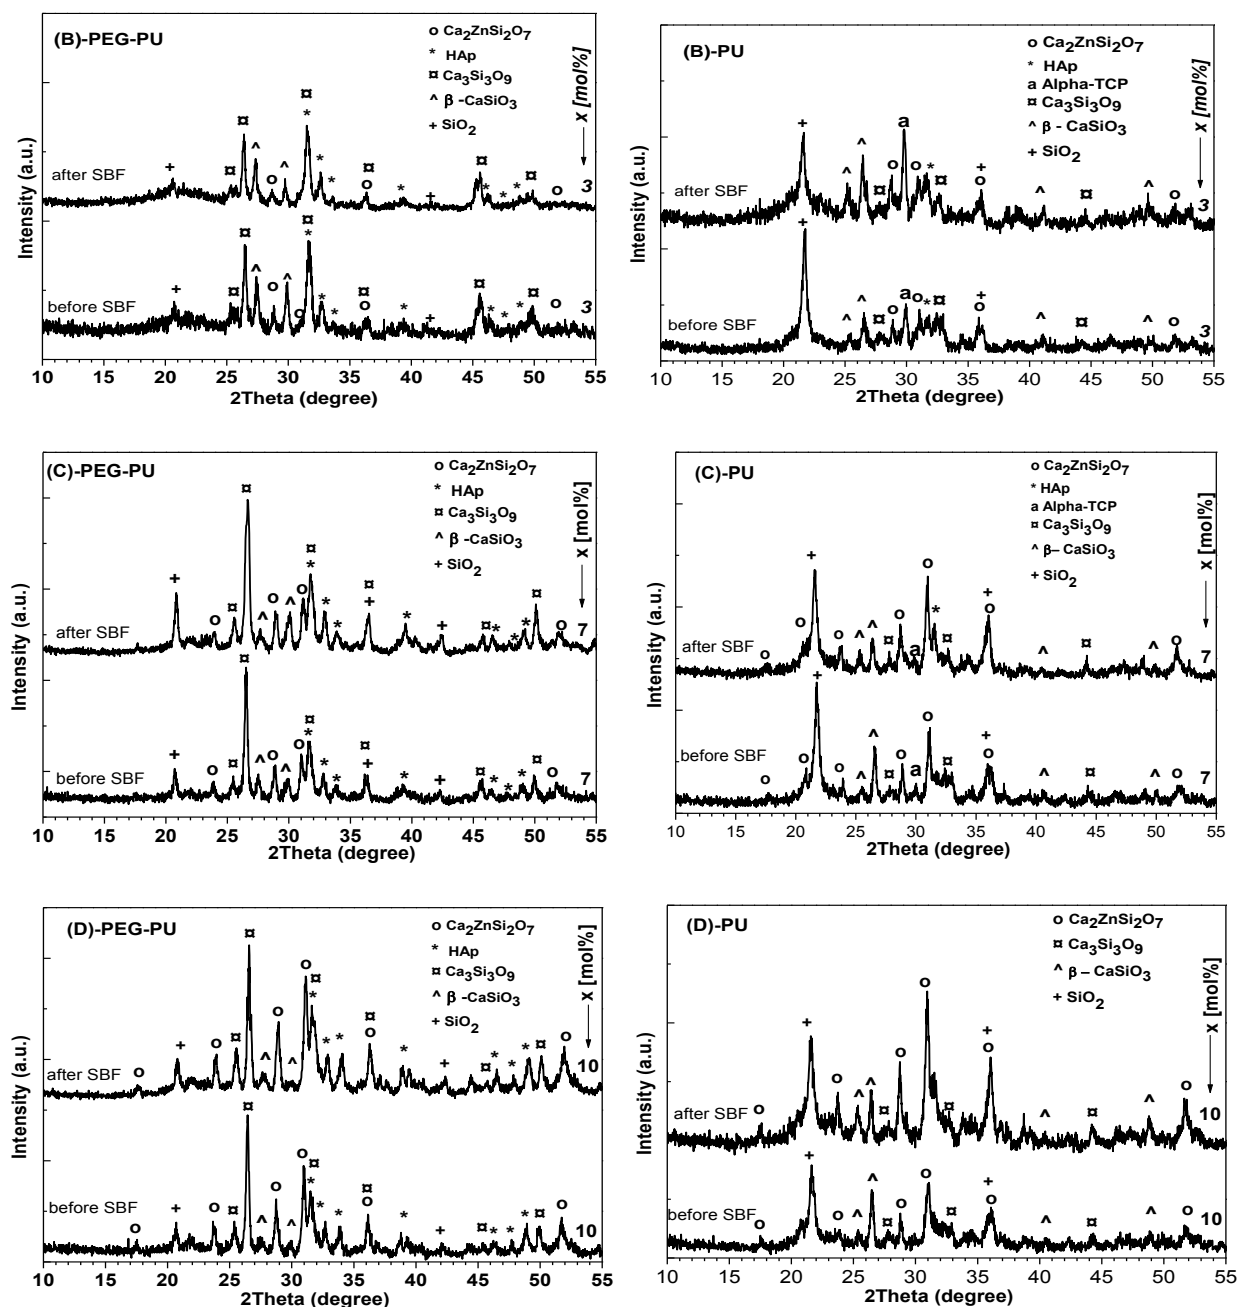 (B)-PEG-PU
o Ca2ZnSi2O7
* HAp
¤ Ca3Si3O9
^ β -CaSiO3
+ SiO2
x [mol%]
after SBF
3
before SBF
3
Intensity (a.u.)
10 15 20 25 30 35 40 45 50 55
2Theta (degree)
(B)-PU
o Ca2ZnSi2O7
* HAp
a Alpha-TCP
¤ Ca3Si3O9
^ β - CaSiO3
+ SiO2
x [mol%]
after SBF
3
before SBF
3
Intensity (a.u.)
10 15 20 25 30 35 40 45 50 55
2Theta (degree)
(C)-PEG-PU
o Ca2ZnSi2O7
* HAp
¤ Ca3Si3O9
^ β -CaSiO3
+ SiO2
x [mol%]
after SBF
7
before SBF
7
Intensity (a.u.)
10 15 20 25 30 35 40 45 50 55
2Theta (degree)
(C)-PU
o Ca2ZnSi2O7
* HAp
a Alpha-TCP
¤ Ca3Si3O9
^ β– CaSiO3
+ SiO2
x [mol%]
after SBF
7
before SBF
7
Intensity (a.u.)
10 15 20 25 30 35 40 45 50 55
2Theta (degree)
(D)-PEG-PU
o Ca2ZnSi2O7
* HAp
¤ Ca3Si3O9
^ β -CaSiO3
+ SiO2
x [mol%]
after SBF
10
before SBF
10
Intensity (a.u.)
10 15 20 25 30 35 40 45 50 55
2Theta (degree)
(D)-PU
o Ca2ZnSi2O7
¤ Ca3Si3O9
^ β – CaSiO3
+ SiO2
x [mol%]
after SBF
10
before SBF
10
Intensity (a.u.)
10 15 20 25 30 35 40 45 50 55
2Theta (degree)